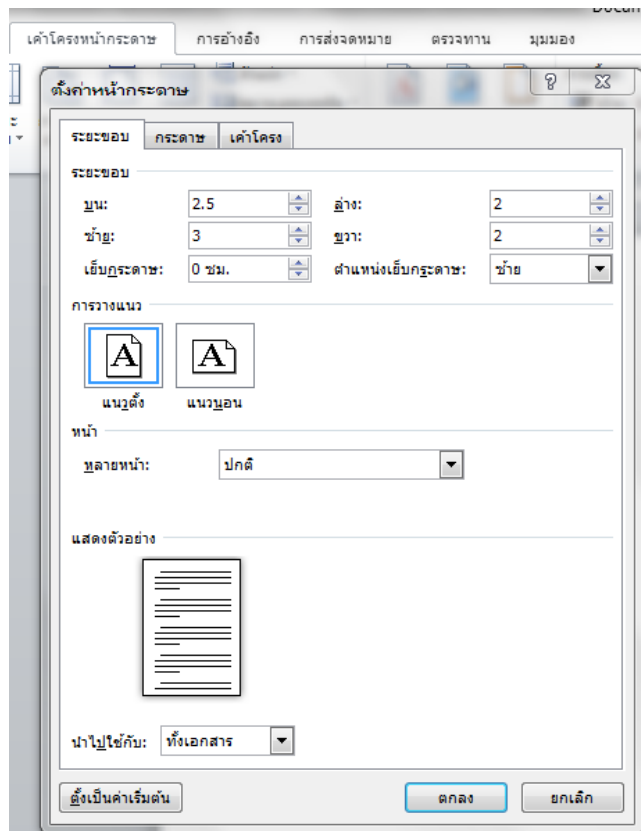 เค้าโครงหน้ากระดาษ การอ้างอิง การส่งจดหมาย ตรวจทาน มุมมอง
ตั้งค่าหน้ากระดาษ
ระยะขอบ กระดาษ เค้าโครง
ระยะขอบ
บน: 2.5 ล่าง: 2
ซ้าย: 3 ขวา: 2
เย็บกระดาษ: 0 ซม. ตำแหน่งเย็บกระดาษ: ซ้าย
การวางแนว
A A
แนวตั้ง แนวนอน
หน้า
หลายหน้า: ปกติ
แสดงตัวอย่าง
นำไปใช้กับ: ทั้งเอกสาร
ตั้งเป็นค่าเริ่มต้น ตกลง ยกเลิก